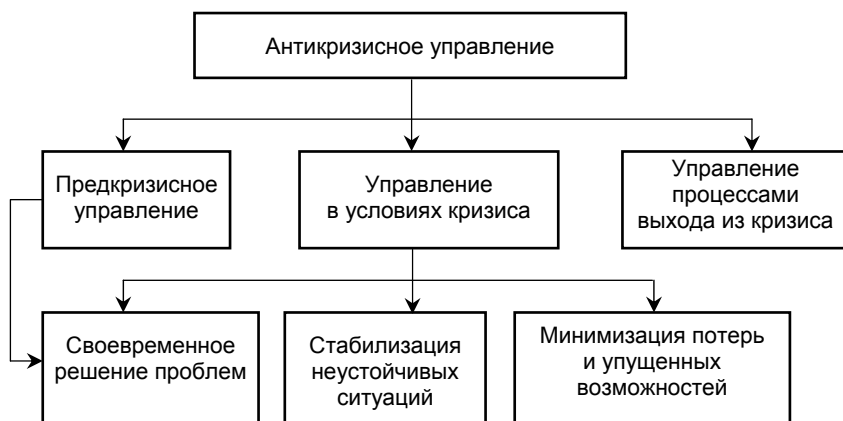 Антикризисное управление
Предкризисное
управление
Управление
в условиях кризиса
Управление
процессами
выхода из кризиса
Своевременное
решение проблем
Стабилизация
неустойчивых
ситуаций
Минимизация потерь
и упущенных
возможностей